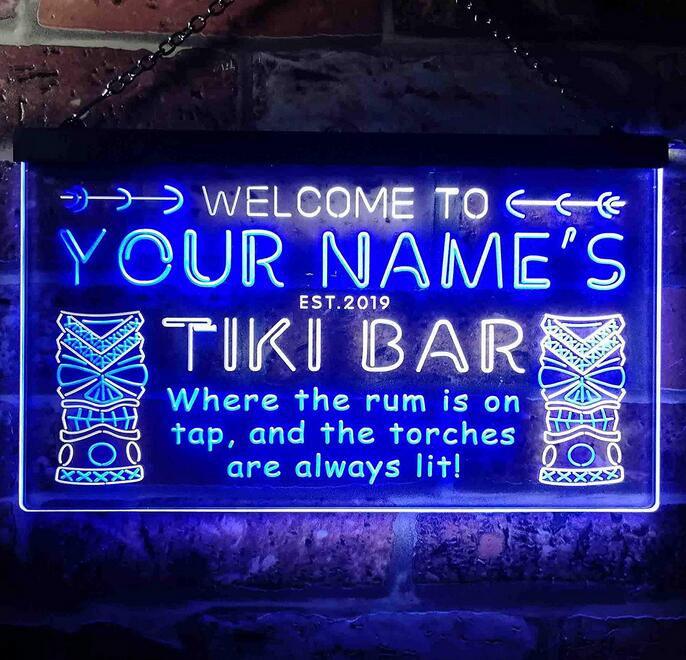 WELCOME TO
YOUR NAME'S
EST.2019
TIKI BAR
Where the rum is on
tap, and the torches
are always lit!